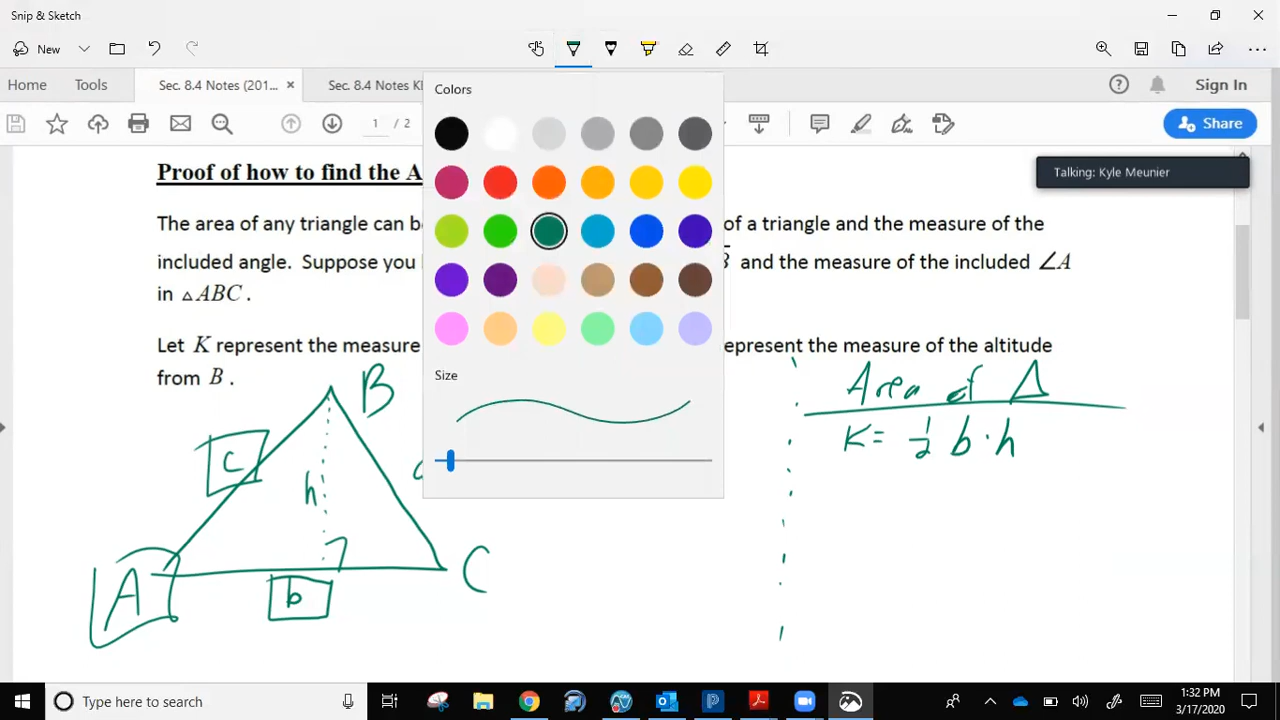 Snip & Sketch
New
Home
Tools
Sec. 8.4 Notes (201...
Sec. 8.4 Notes KE
Sign In
1 / 2
Share
Colors
Size
Talking: Kyle Meunier
Proof of how to find the A
The area of any triangle can be of a triangle and the measure of the
included angle. Suppose you and the measure of the included ∠A
in △ABC .
Let K represent the measure epresent the measure of the altitude
from B .
B
c
h
A
b
C
Area of Δ
K= 1/2 b·h
Type here to search
1:32 PM
3/17/2020